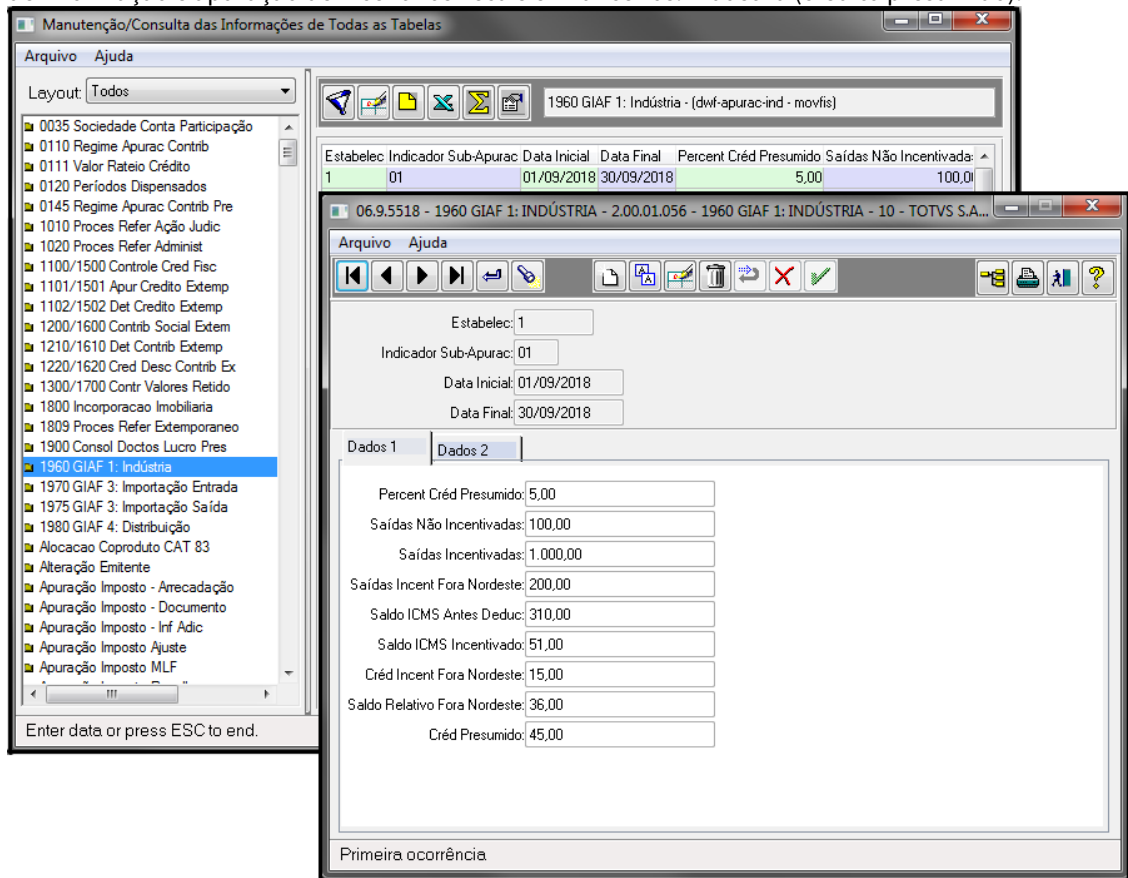 Manutenção/Consulta das Informações de Todas as Tabelas
Arquivo Ajuda
Layout: Todos
0035 Sociedade Conta Participação
0110 Regime Apurac Contrib
0111 Valor Rateio Crédito
0120 Períodos Dispensados
0145 Regime Apurac Contrib Pre
1010 Proces Refer Ação Judic
1020 Proces Refer Administ
1100/1500 Controle Cred Fisc
1101/1501 Apur Credito Extemp
1102/1502 Det Credito Extemp
1200/1600 Contrib Social Extem
1210/1610 Det Contrib Extemp
1220/1620 Cred Desc Contrib Ex
1300/1700 Contr Valores Retido
1800 Incorporacao Imobiliaria
1809 Proces Refer Extemporaneo
1900 Consol Doctos Lucro Pres
1960 GIAF 1: Indústria
1970 GIAF 3: Importação Entrada
1975 GIAF 3: Importação Saída
1980 GIAF 4: Distribuição
Alocacao Coproduto CAT 83
Alteração Emitente
Apuração Imposto - Arrecadação
Apuração Imposto - Documento
Apuração Imposto - Inf Adic
Apuração Imposto Ajuste
Apuração Imposto MLF
Enter data or press ESC to end.
1960 GIAF 1: Indústria - (dwf-apurac-ind - movfis)
Estabelec Indicador Sub-Apurac Data Inicial Data Final Percent Créd Presumido Saídas Não Incentivada
1 01 01/09/2018 30/09/2018 5,00 100,0
06.9.5518 - 1960 GIAF 1: INDÚSTRIA - 2.00.01.056 - 1960 GIAF 1: INDÚSTRIA - 10 - TOTVS S.A...
Arquivo Ajuda
Estabelec: 1
Indicador Sub-Apurac: 01
Data Inicial: 01/09/2018
Data Final: 30/09/2018
Dados 1 Dados 2
Percent Créd Presumido: 5,00
Saídas Não Incentivadas: 100,00
Saídas Incentivadas: 1.000,00
Saídas Incent Fora Nordeste: 200,00
Saldo ICMS Antes Deduc: 310,00
Saldo ICMS Incentivado: 51,00
Créd Incent Fora Nordeste: 15,00
Saldo Relativo Fora Nordeste: 36,00
Créd Presumido: 45,00
Primeira ocorrência